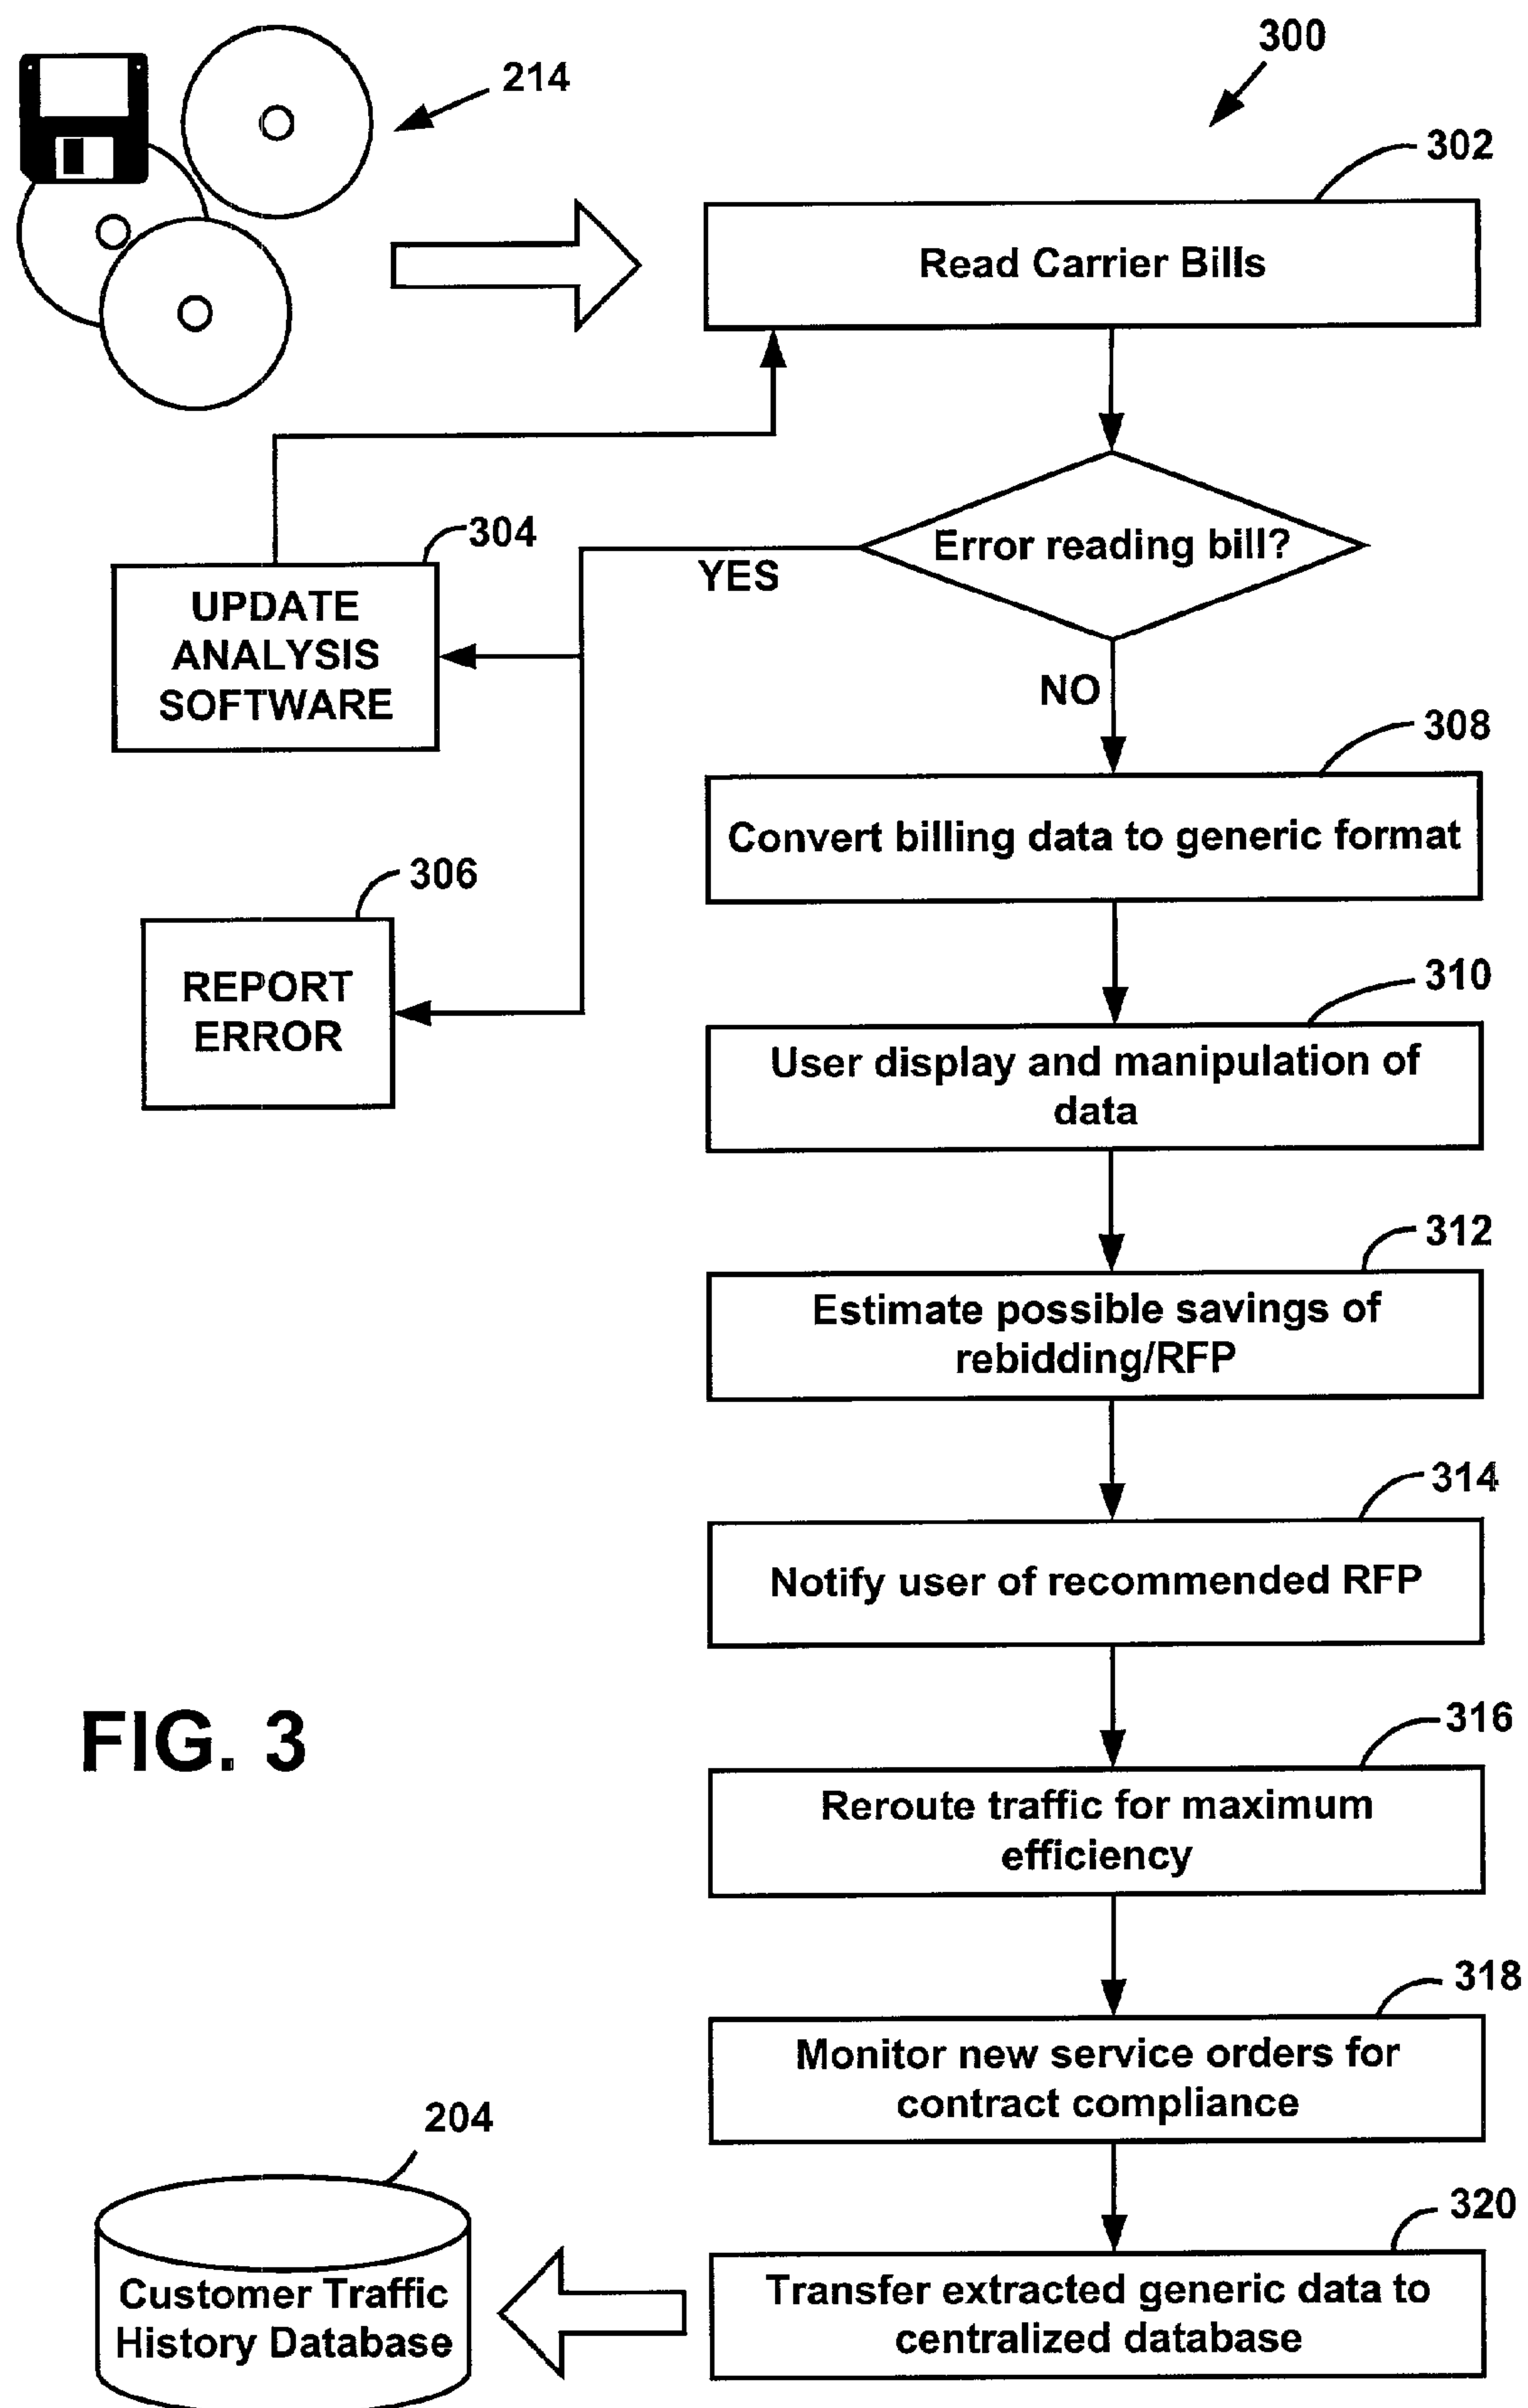 300
214
302
Read Carrier Bills
Error reading bill?
YES
NO
304
UPDATE
ANALYSIS
SOFTWARE
306
REPORT
ERROR
308
Convert billing data to generic format
310
User display and manipulation of
data
312
Estimate possible savings of
rebidding/RFP
314
Notify user of recommended RFP
FIG. 3
316
Reroute traffic for maximum
efficiency
318
Monitor new service orders for
contract compliance
320
Transfer extracted generic data to
centralized database
204
Customer Traffic
History Database